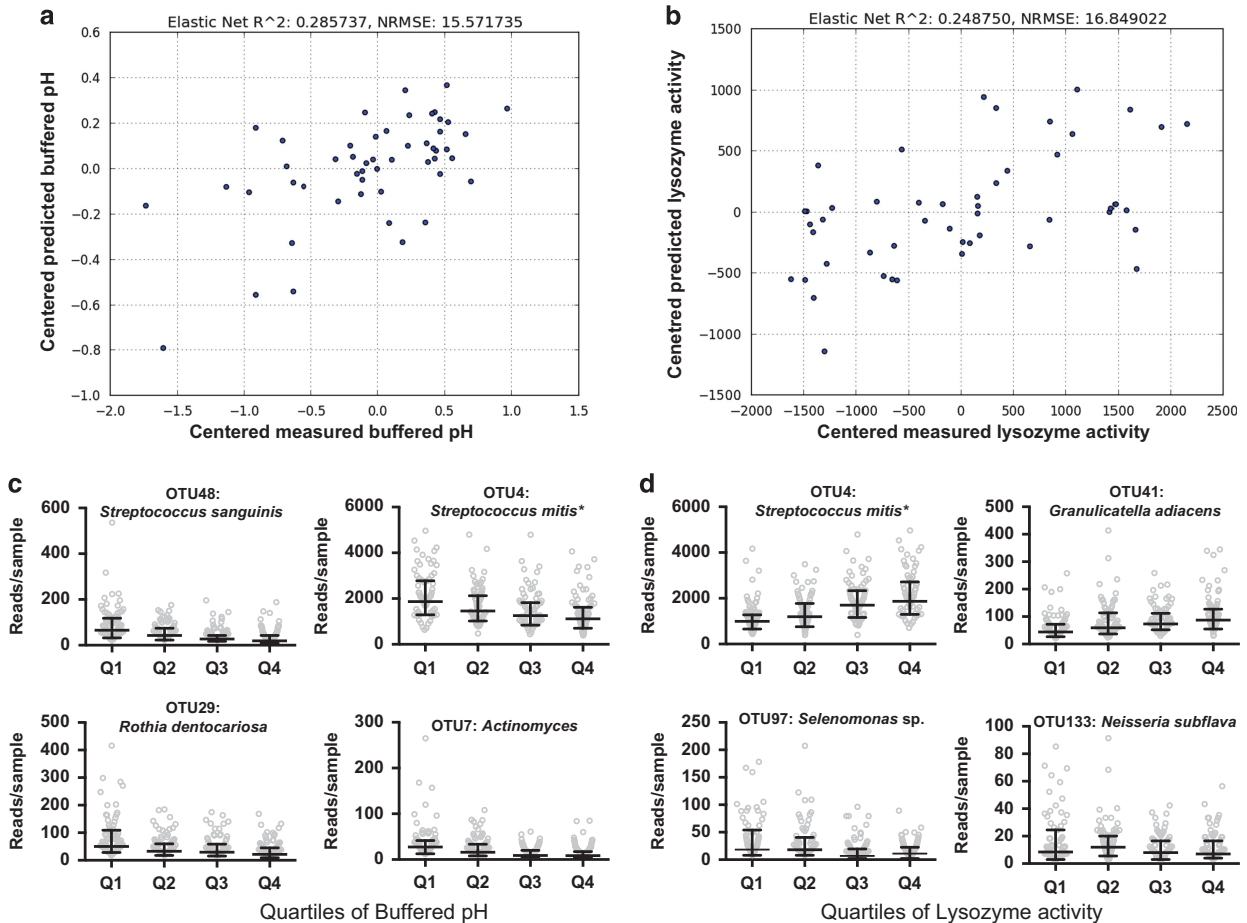 a
Elastic Net R^2: 0.285737, NRMSE: 15.571735
Centered predicted buffered pH
0.6
0.4
0.2
0.0
−0.2
−0.4
−0.6
−0.8
−1.0
−2.0 −1.5 −1.0 −0.5 0.0 0.5 1.0 1.5
Centered measured buffered pH
b
Elastic Net R^2: 0.248750, NRMSE: 16.849022
Cenetred predicted lysozyme activity
1500
1000
500
0
−500
−1000
−1500
−2000 −1500 −1000 −500 0 500 1000 1500 2000 2500
Centered measured lysozyme activity
c
OTU48:
Streptococcus sanguinis
Reads/sample
600
400
200
0
Q1 Q2 Q3 Q4
OTU4:
Streptococcus mitis*
Reads/sample
6000
4000
2000
0
Q1 Q2 Q3 Q4
OTU29:
Rothia dentocariosa
Reads/sample
500
400
300
200
100
0
Q1 Q2 Q3 Q4
OTU7: Actinomyces
Reads/sample
300
200
100
0
Q1 Q2 Q3 Q4
Quartiles of Buffered pH
d
OTU4:
Streptococcus mitis*
Reads/sample
6000
4000
2000
0
Q1 Q2 Q3 Q4
OTU41:
Granulicatella adiacens
Reads/sample
500
400
300
200
100
0
Q1 Q2 Q3 Q4
OTU97: Selenomonas sp.
Reads/sample
250
200
150
100
50
0
Q1 Q2 Q3 Q4
OTU133: Neisseria subflava
Reads/sample
100
80
60
40
20
0
Q1 Q2 Q3 Q4
Quartiles of Lysozyme activity